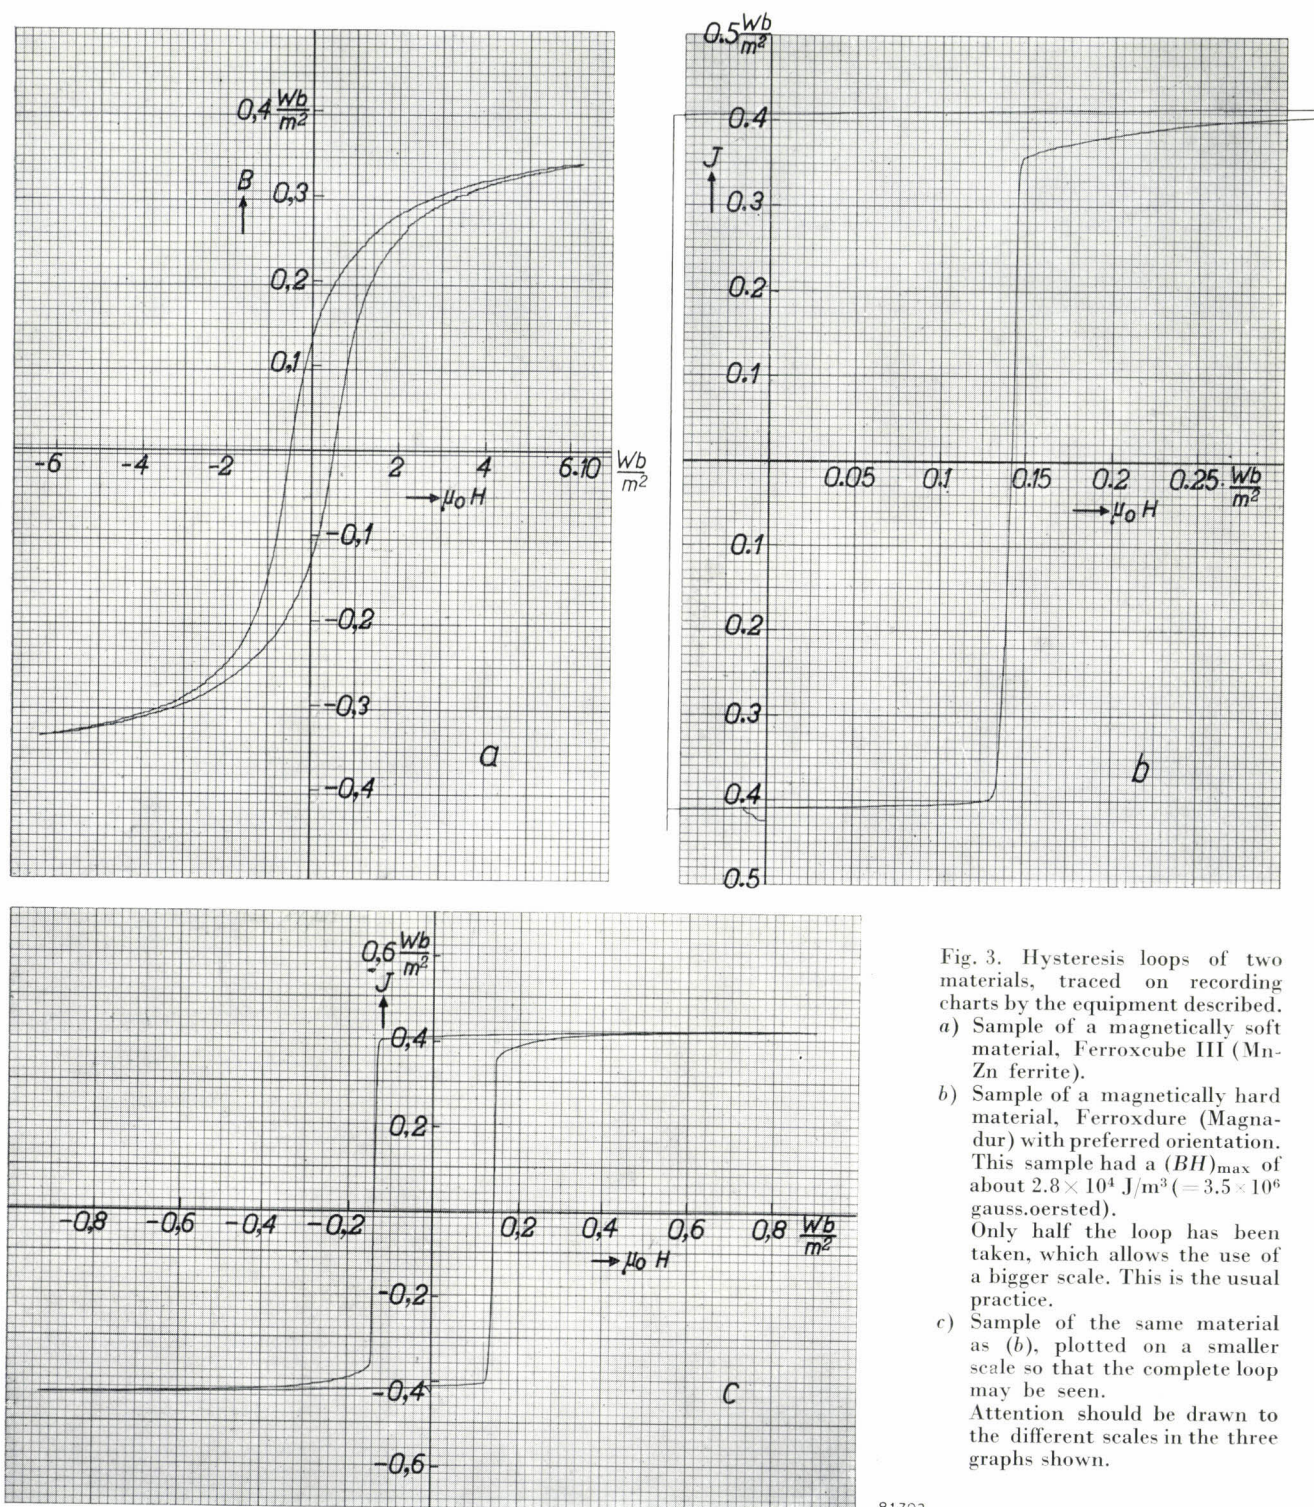 0,4 Wb/m²
B
0,3
0,2
0,1
-6 -4 -2 2 4 6.10 Wb/m²
→μ₀H
-0,1
-0,2
-0,3
a
-0,4
0.5 Wb/m²
0.4
J
0.3
0.2
0.1
0.05 0.1 0.15 0.2 0.25 Wb/m²
→μ₀H
0.1
0.2
0.3
b
0.4
0.5
0,6 Wb/m²
J
0,4
0,2
-0,8 -0,6 -0,4 -0,2 0,2 0,4 0,6 0,8 Wb/m²
→μ₀H
-0,2
-0,4
c
-0,6
Fig. 3. Hysteresis loops of two
materials, traced on recording
charts by the equipment described.
a) Sample of a magnetically soft
material, Ferroxcube III (Mn-
Zn ferrite).
b) Sample of a magnetically hard
material, Ferroxdure (Magna-
dur) with preferred orientation.
This sample had a (BH)max of
about 2.8 × 10⁴ J/m³ (= 3.5 × 10⁶
gauss.oersted).
Only half the loop has been
taken, which allows the use of
a bigger scale. This is the usual
practice.
c) Sample of the same material
as (b), plotted on a smaller
scale so that the complete loop
may be seen.
Attention should be drawn to
the different scales in the three
graphs shown.